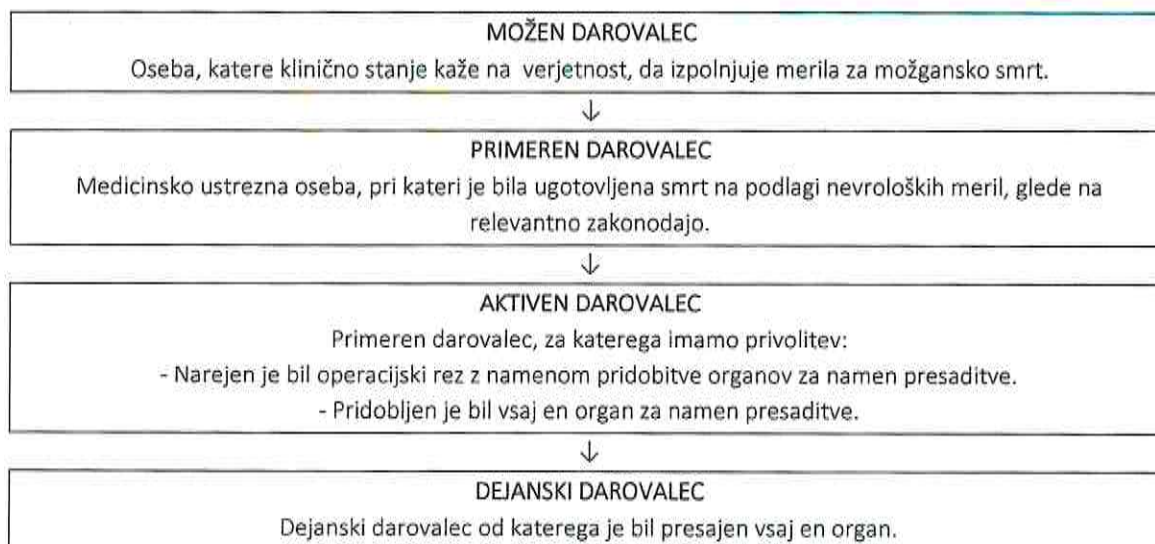 MOŽEN DAROVALEC
Oseba, katere klinično stanje kaže na verjetnost, da izpolnjuje merila za možgansko smrt.
↓
PRIMEREN DAROVALEC
Medicinsko ustrezna oseba, pri kateri je bila ugotovljena smrt na podlagi nevroloških meril, glede na
relevantno zakonodajo.
↓
AKTIVEN DAROVALEC
Primeren darovalec, za katerega imamo privolitev:
- Narejen je bil operacijski rez z namenom pridobitve organov za namen presaditve.
- Pridobljen je bil vsaj en organ za namen presaditve.
↓
DEJANSKI DAROVALEC
Dejanski darovalec od katerega je bil presajen vsaj en organ.